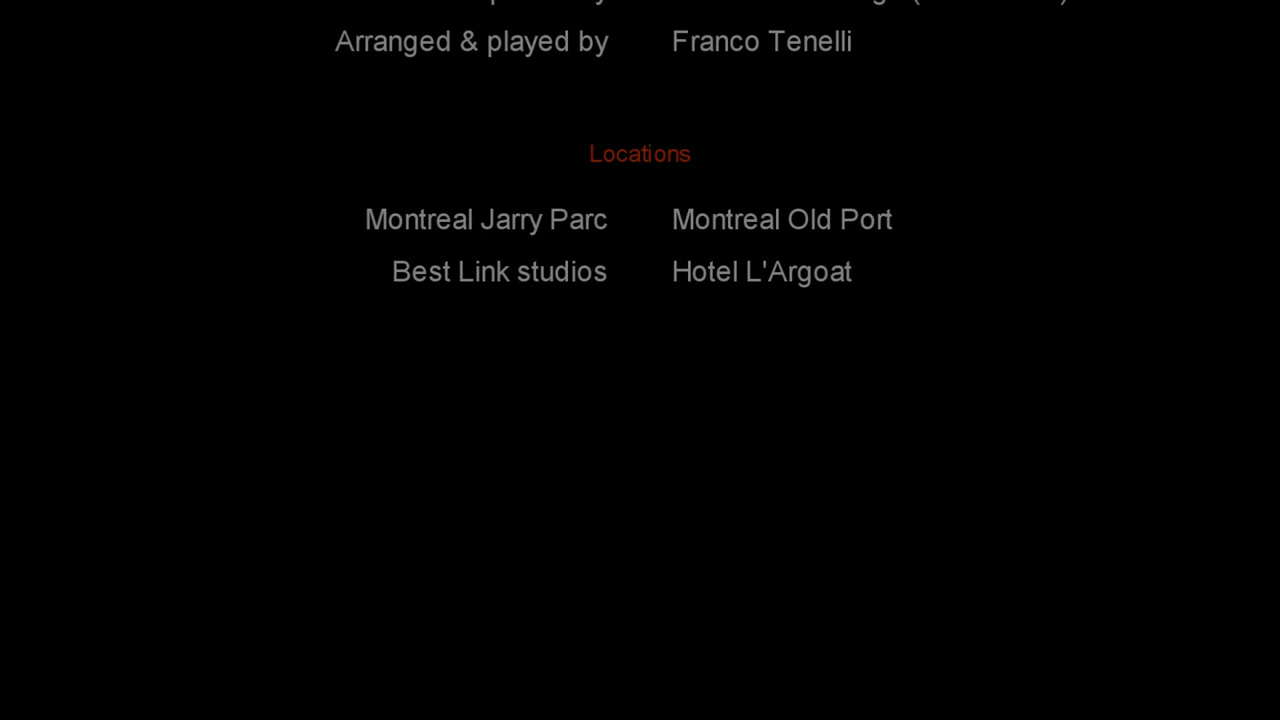 Arranged & played by Franco Tenelli
Locations
Montreal Jarry Parc Montreal Old Port
Best Link studios Hotel L'Argoat